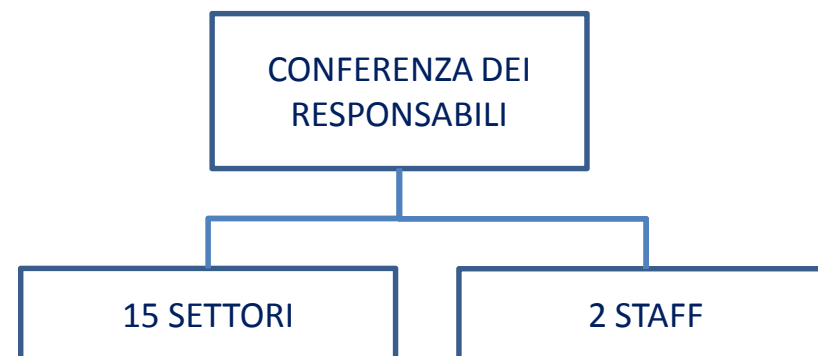 CONFERENZA DEI
RESPONSABILI
15 SETTORI
2 STAFF